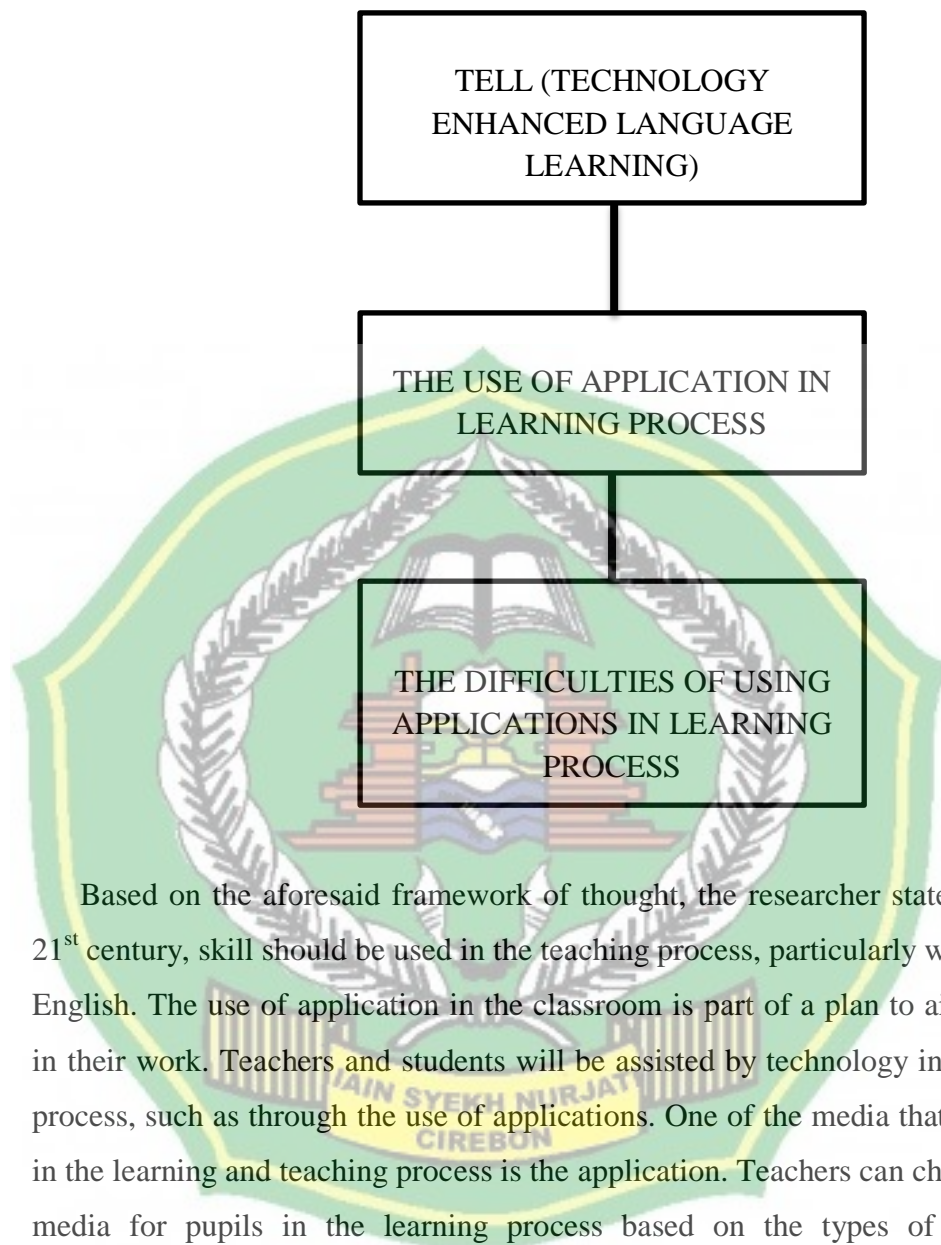 TELL (TECHNOLOGY
ENHANCED LANGUAGE
LEARNING)
THE USE OF APPLICATION IN
LEARNING PROCESS
THE DIFFICULTIES OF USING
APPLICATIONS IN LEARNING
PROCESS
Based on the aforesaid framework of thought, the researcher state
21st century, skill should be used in the teaching process, particularly w
English. The use of application in the classroom is part of a plan to ai
in their work. Teachers and students will be assisted by technology in
process, such as through the use of applications. One of the media that
in the learning and teaching process is the application. Teachers can ch
media for pupils in the learning process based on the types of
IAIN SYEKH NURJATI
CIREBON